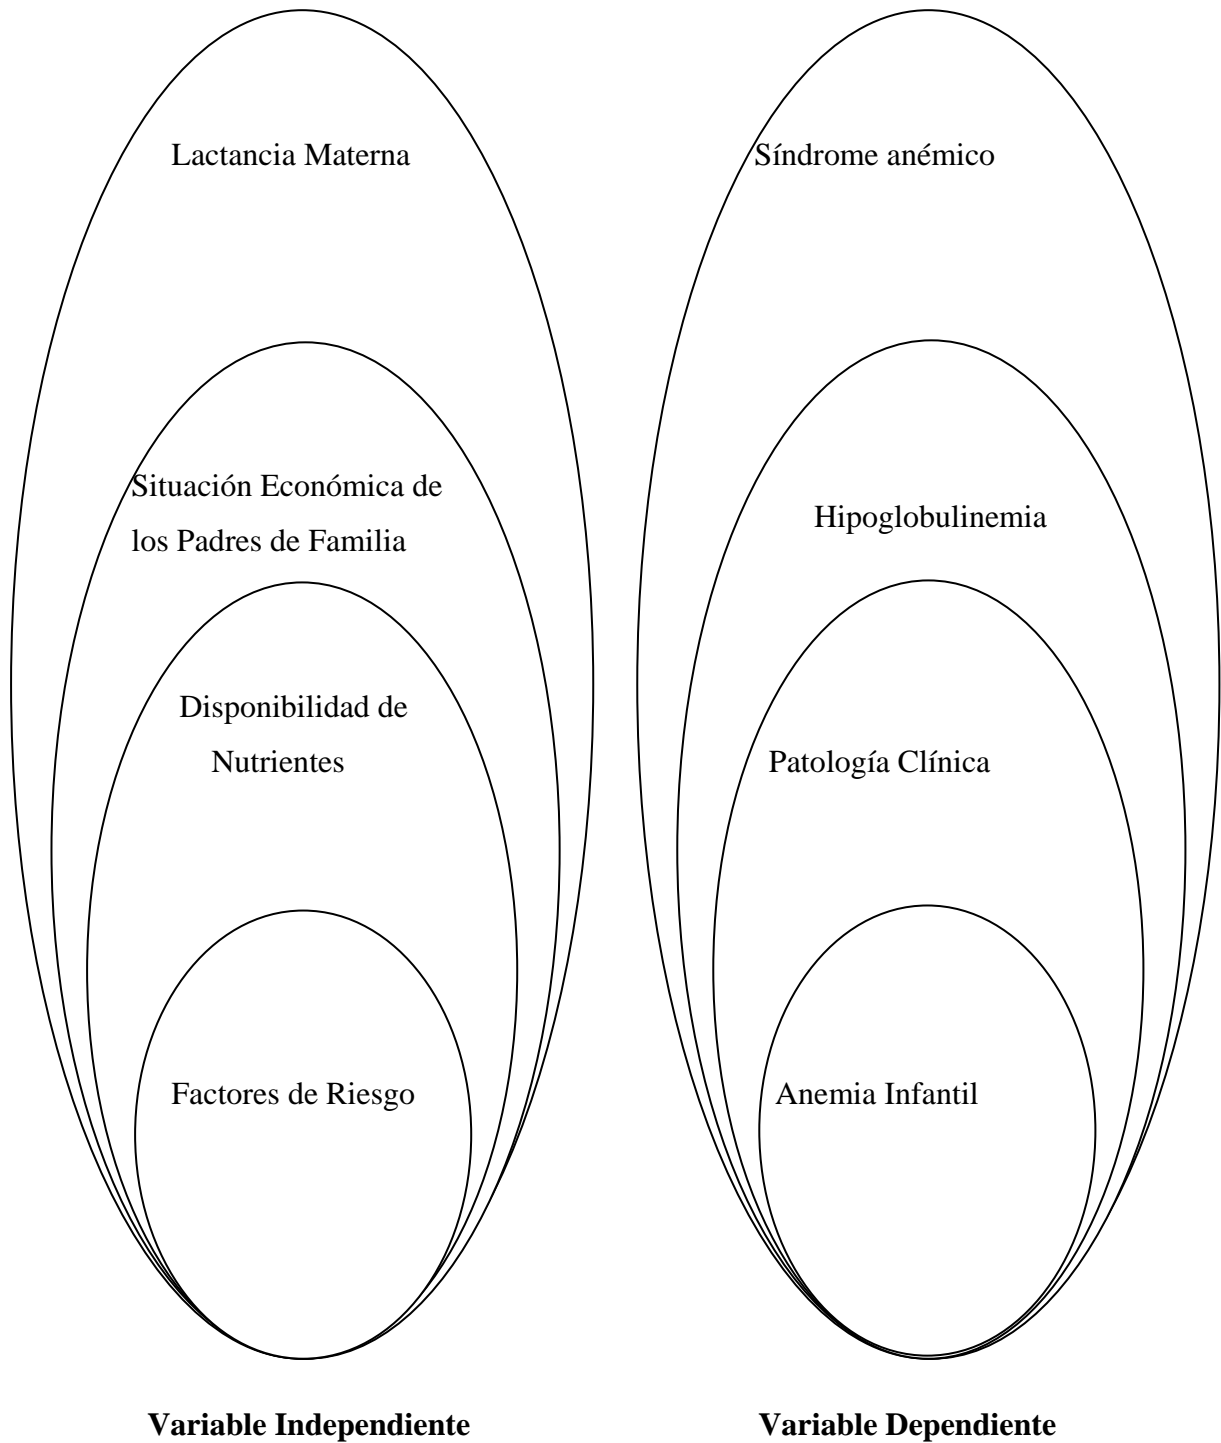 Lactancia Materna
Situación Económica de
los Padres de Familia
Disponibilidad de
Nutrientes
Factores de Riesgo
Variable Independiente
Síndrome anémico
Hipoglobulinemia
Patología Clínica
Anemia Infantil
Variable Dependiente